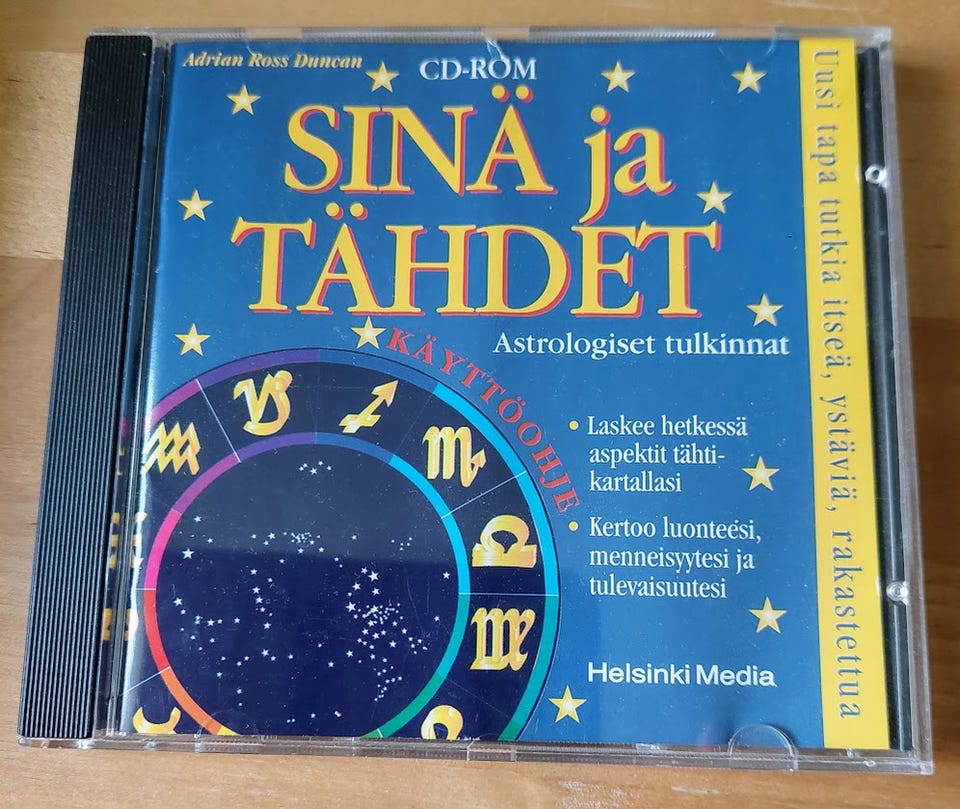 Adrian Ross Duncan
CD-ROM
SINÄ ja
TÄHDET
Astrologiset tulkinnat
KÄYTTÖOHJE
• Laskee hetkessä
aspektit tähti-
kartallasi
• Kertoo luonteesi,
menneisyytesi ja
tulevaisuutesi
Helsinki Media
Uusi tapa tutkia itseä, ystäviä, rakastettua